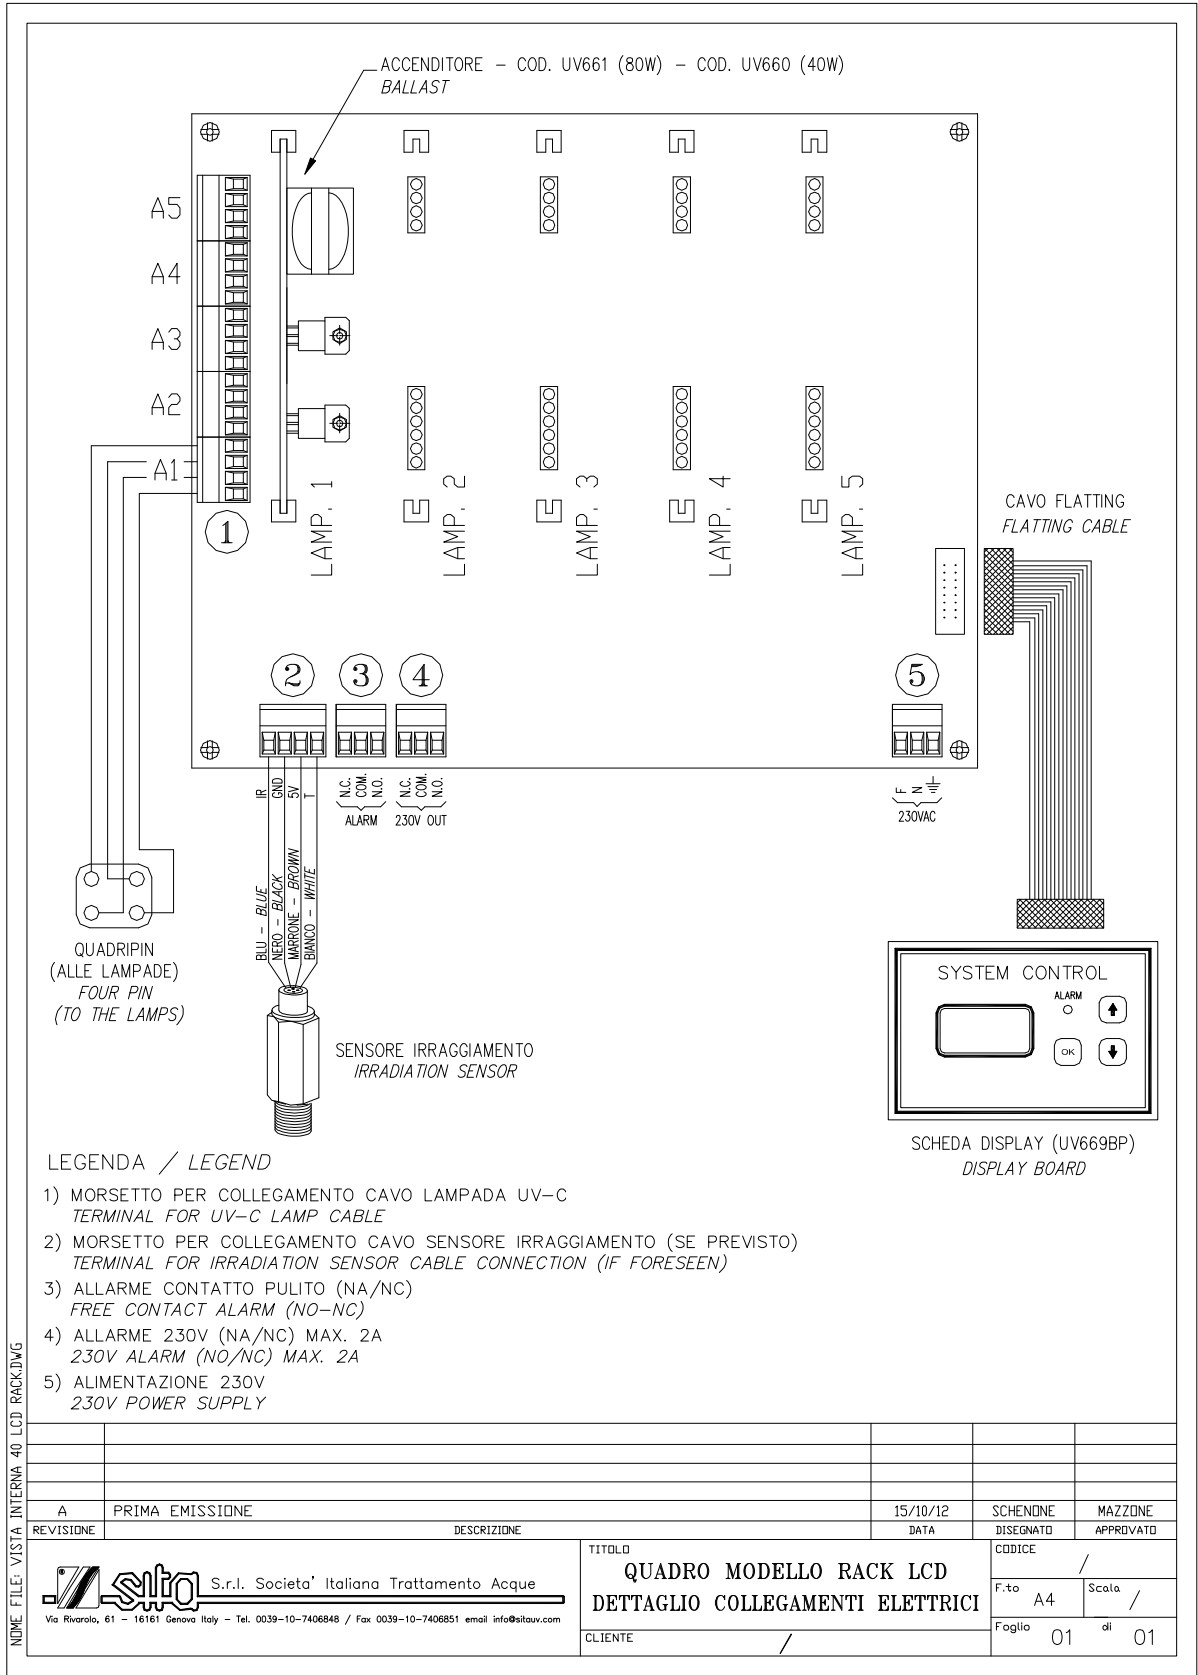 ACCENDITORE - COD. UV661 (80W) - COD. UV660 (40W)
BALLAST
A5
A4
A3
A2
A1
1
LAMP. 1
LAMP. 2
LAMP. 3
LAMP. 4
LAMP. 5
CAVO FLATTING
FLATTING CABLE
2
3
4
5
IR
GND
5V
T
N.C.
COM.
N.O.
ALARM
N.C.
COM.
N.O.
230V OUT
F
N
230VAC
BLU - BLUE
NERO - BLACK
MARRONE - BROWN
BIANCO - WHITE
QUADRIPIN
(ALLE LAMPADE)
FOUR PIN
(TO THE LAMPS)
SENSORE IRRAGGIAMENTO
IRRADIATION SENSOR
SYSTEM CONTROL
ALARM
OK
SCHEDA DISPLAY (UV669BP)
DISPLAY BOARD
LEGENDA / LEGEND
1) MORSETTO PER COLLEGAMENTO CAVO LAMPADA UV-C
TERMINAL FOR UV-C LAMP CABLE
2) MORSETTO PER COLLEGAMENTO CAVO SENSORE IRRAGGIAMENTO (SE PREVISTO)
TERMINAL FOR IRRADIATION SENSOR CABLE CONNECTION (IF FORESEEN)
3) ALLARME CONTATTO PULITO (NA/NC)
FREE CONTACT ALARM (NO-NC)
4) ALLARME 230V (NA/NC) MAX. 2A
230V ALARM (NO/NC) MAX. 2A
5) ALIMENTAZIONE 230V
230V POWER SUPPLY
NOME FILE: VISTA INTERNA 40 LCD RACK.DWG
A PRIMA EMISSIONE 15/10/12 SCHENONE MAZZONE
REVISIONE DESCRIZIONE DATA DISEGNATO APPROVATO
sita S.r.l. Societa' Italiana Trattamento Acque
Via Rivarolo, 61 - 16161 Genova Italy - Tel. 0039-10-7406848 / Fax 0039-10-7406851 email info@sitauv.com
TITOLO
QUADRO MODELLO RACK LCD
DETTAGLIO COLLEGAMENTI ELETTRICI
CLIENTE /
CODICE /
F.to A4 Scala /
Foglio 01 di 01